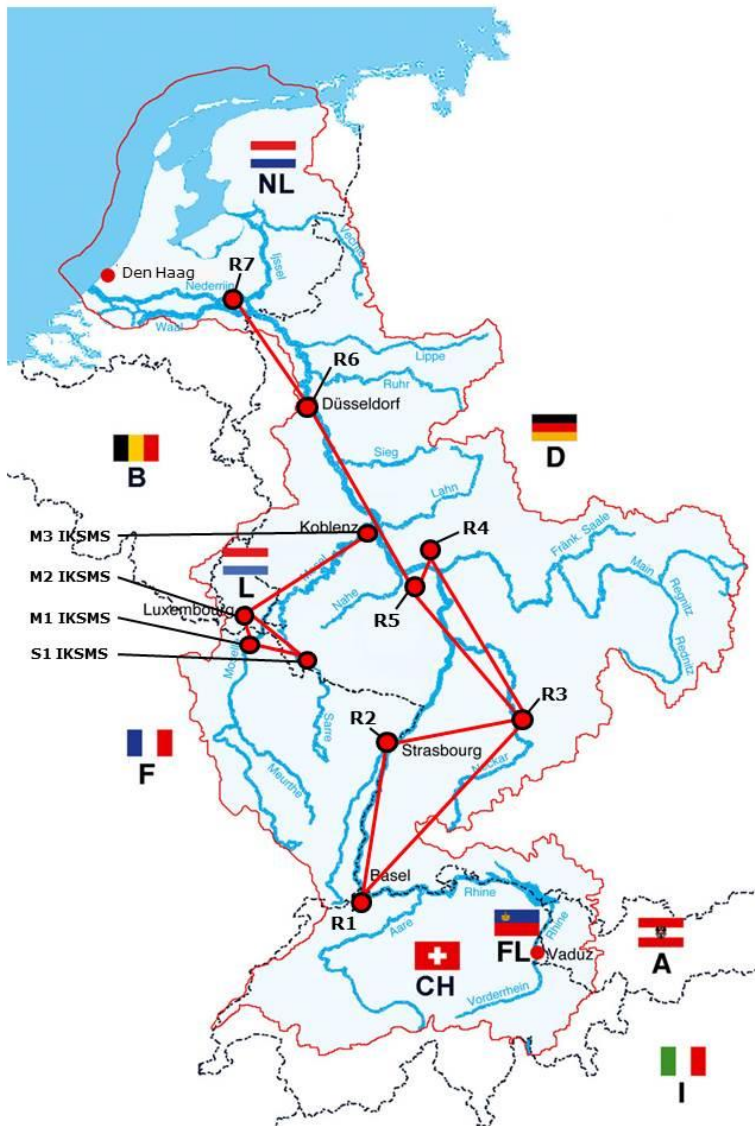 NL
Vecht
Ijssel
R7
Den Haag
Nederrijn
Waal
R6
Lippe
Ruhr
Düsseldorf
D
B
Sieg
Lahn
M3 IKSMS
Koblenz
R4
Fränk. Saale
Mosel
L
M2 IKSMS
Main
Nahe
R5
Regnitz
Luxembourg
M1 IKSMS
Rednitz
S1 IKSMS
R3
Sarre
R2
Strasbourg
F
Neckar
Meurthe
Basel
Rhine
R1
Aare
Rhine
FL
Vaduz
A
CH
Vorderrhein
I